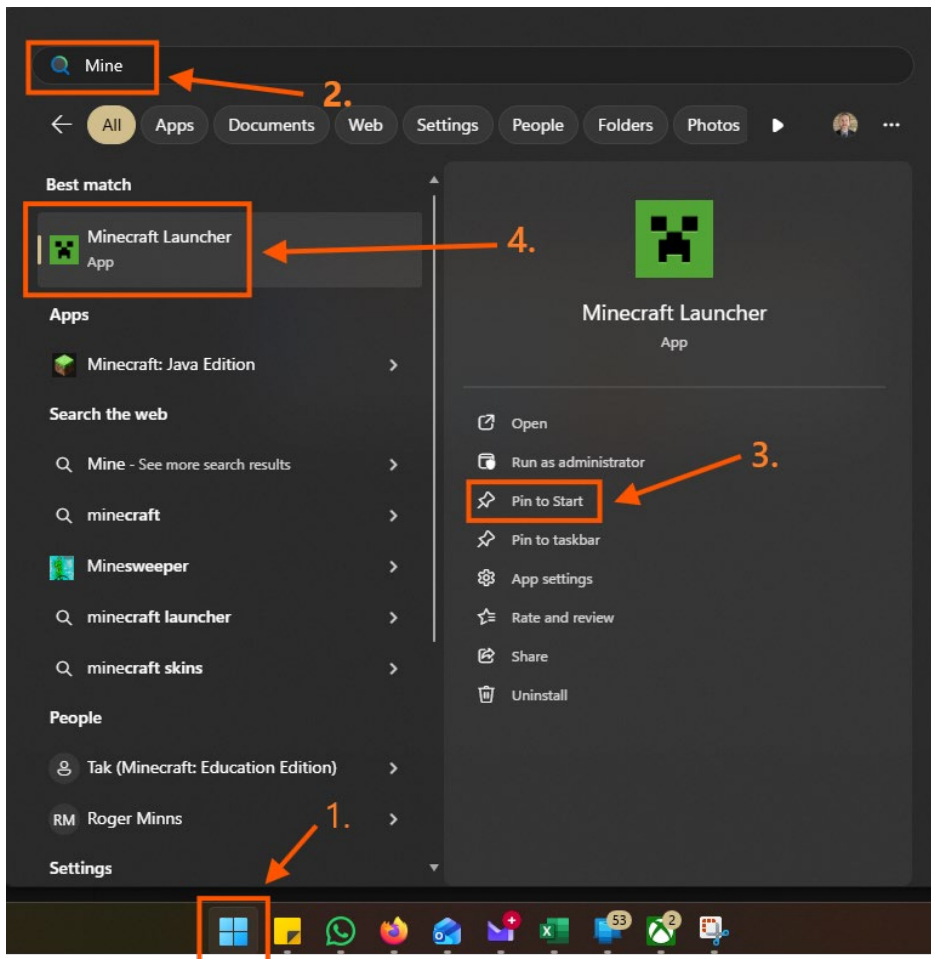 Mine
2.
All Apps Documents Web Settings People Folders Photos
Best match
Minecraft Launcher
App
4.
Minecraft Launcher
App
Apps
Minecraft: Java Edition
Search the web
Mine - See more search results
minecraft
Minesweeper
minecraft launcher
minecraft skins
People
Tak (Minecraft: Education Edition)
RM Roger Minns
Settings
Open
Run as administrator
3.
Pin to Start
Pin to taskbar
App settings
Rate and review
Share
Uninstall
1.
53
2